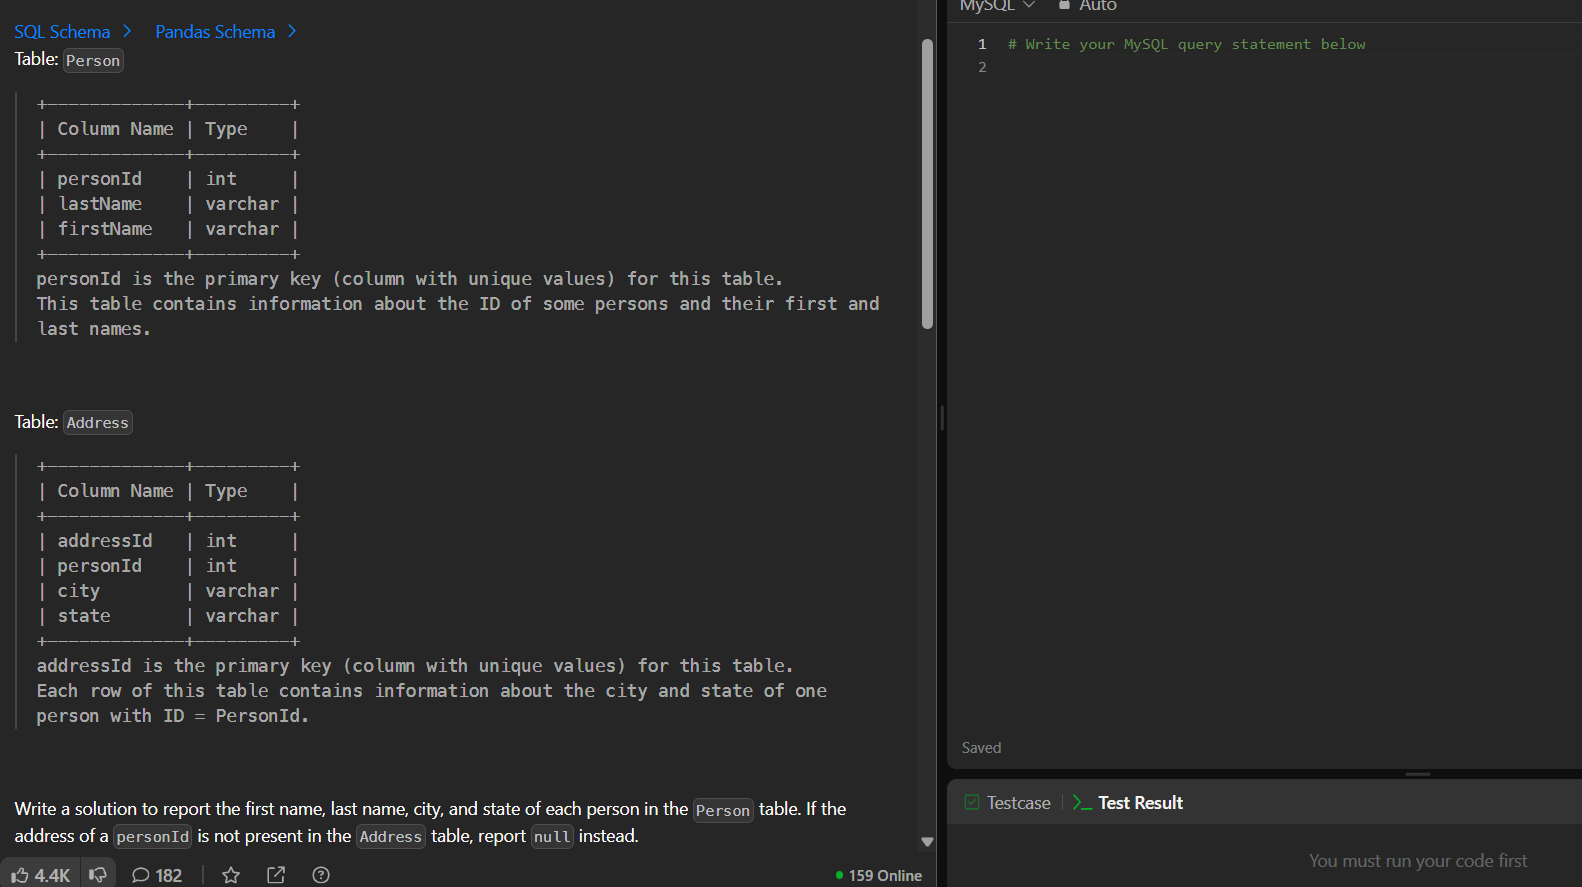 SQL Schema > Pandas Schema >
Table: Person
+-------------+---------+
| Column Name | Type    |
+-------------+---------+
| personId    | int     |
| lastName    | varchar |
| firstName   | varchar |
+-------------+---------+
personId is the primary key (column with unique values) for this table.
This table contains information about the ID of some persons and their first and
last names.
Table: Address
+-------------+---------+
| Column Name | Type    |
+-------------+---------+
| addressId   | int     |
| personId    | int     |
| city        | varchar |
| state       | varchar |
+-------------+---------+
addressId is the primary key (column with unique values) for this table.
Each row of this table contains information about the city and state of one
person with ID = PersonId.
Write a solution to report the first name, last name, city, and state of each person in the Person table. If the
address of a personId is not present in the Address table, report null instead.
4.4K 182
159 Online
MySQL Auto
1 # Write your MySQL query statement below
2
Saved
Testcase | >_ Test Result
You must run your code first